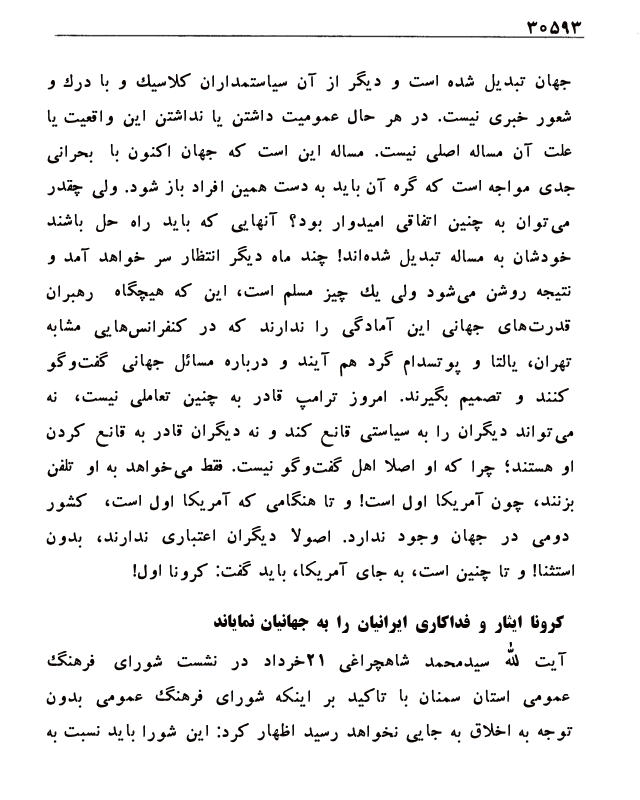 ۳۰۵۹۳
جهان تبدیل شده است و دیگر از آن سیاستمداران کلاسیك و با درك و
شعور خبری نیست. در هر حال عمومیت داشتن یا نداشتن این واقعیت یا
علت آن مساله اصلی نیست. مساله این است که جهان اکنون با بحرانی
جدی مواجه است که گره آن باید به دست همین افراد باز شود. ولی چقدر
می‌توان به چنین اتفاقی امیدوار بود؟ آنهایی که باید راه حل باشند
خودشان به مساله تبدیل شده‌اند! چند ماه دیگر انتظار سر خواهد آمد و
نتیجه روشن می‌شود ولی یك چیز مسلم است، این که هیچگاه رهبران
قدرت‌های جهانی این آمادگی را ندارند که در کنفرانس‌هایی مشابه
تهران، یالتا و پوتسدام گرد هم آیند و درباره مسائل جهانی گفت‌وگو
کنند و تصمیم بگیرند. امروز ترامپ قادر به چنین تعاملی نیست، نه
می‌تواند دیگران را به سیاستی قانع کند و نه دیگران قادر به قانع کردن
او هستند؛ چرا که او اصلا اهل گفت‌وگو نیست. فقط می‌خواهد به او تلفن
بزنند، چون آمریکا اول است! و تا هنگامی که آمریکا اول است، کشور
دومی در جهان وجود ندارد. اصولا دیگران اعتباری ندارند، بدون
استثنا! و تا چنین است، به جای آمریکا، باید گفت: کرونا اول!
کرونا ایثار و فداکاری ایرانیان را به جهانیان نمایاند
آیت الله سیدمحمد شاهچراغی ۲۱خرداد در نشست شورای فرهنگ
عمومی استان سمنان با تاکید بر اینکه شورای فرهنگ عمومی بدون
توجه به اخلاق به جایی نخواهد رسید اظهار کرد: این شورا باید نسبت به